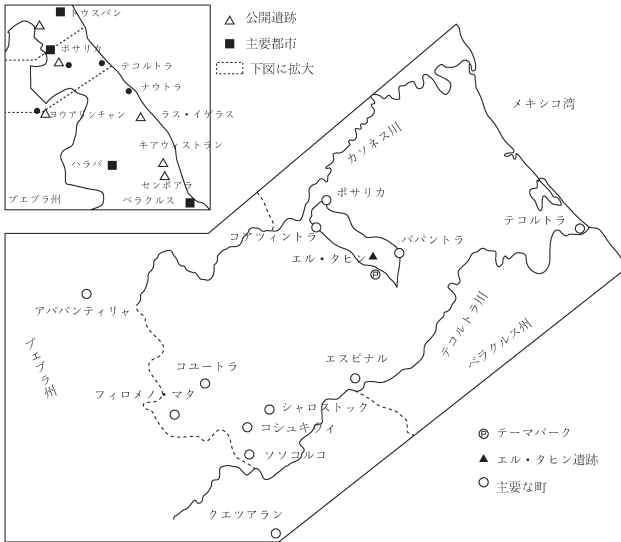 トウスパン
ポサリカ
テコルトラ
ナウトラ
ヨウアリンチャン
ラス・イゲラス
キアウィストラン
ハラパ
センポアラ
プエブラ州
ベラクルス
公開遺跡
主要都市
下図に拡大
メキシコ湾
カソネス川
ポサリカ
テコルトラ
コアツィントラ
パパントラ
エル・タヒン
P
アパパンティリャ
プエブラ州
テコルトラ川
ベラクルス州
コユートラ
エスピナル
フィロメノ・マタ
シャロストック
コシュキウィ
ソソコルコ
クエツアラン
P テーマパーク
エル・タヒン遺跡
主要な町